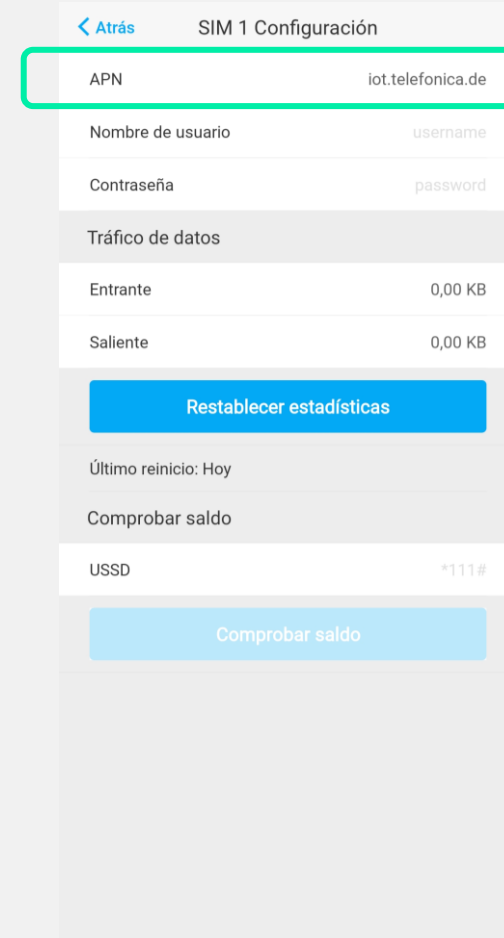 Atrás SIM 1 Configuración
APN iot.telefonica.de
Nombre de usuario username
Contraseña password
Tráfico de datos
Entrante 0,00 KB
Saliente 0,00 KB
Restablecer estadísticas
Último reinicio: Hoy
Comprobar saldo
USSD *111#
Comprobar saldo